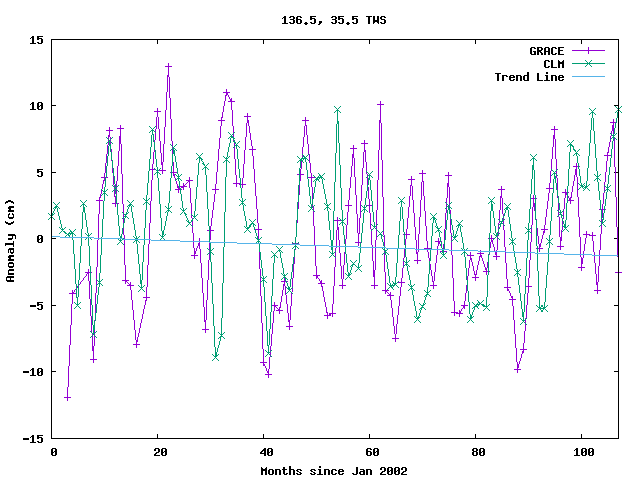 136.5, 35.5 TWS
GRACE
CLM
Trend Line
15
10
5
0
-5
-10
-15
Anomaly (cm)
0 20 40 60 80 100
Months since Jan 2002